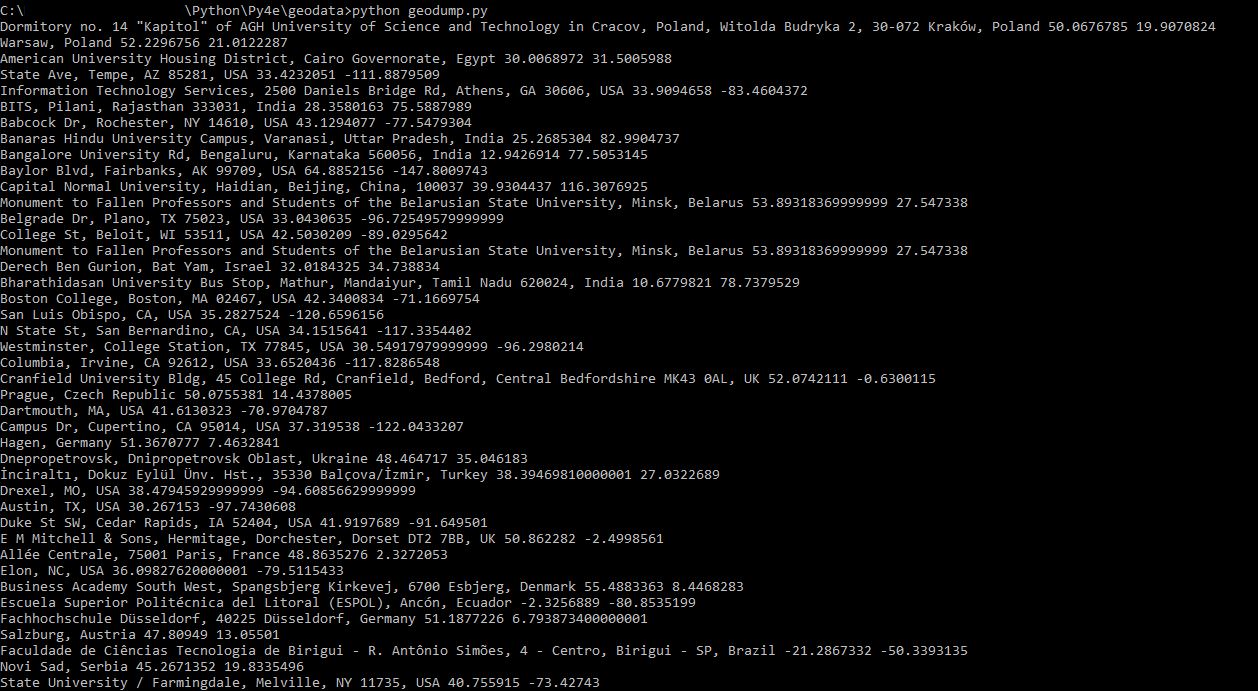 C:\ \Python\Py4e\geodata>python geodump.py
Dormitory no. 14 "Kapitol" of AGH University of Science and Technology in Cracov, Poland, Witolda Budryka 2, 30-072 Kraków, Poland 50.0676785 19.9070824
Warsaw, Poland 52.2296756 21.0122287
American University Housing District, Cairo Governorate, Egypt 30.0068972 31.5005988
State Ave, Tempe, AZ 85281, USA 33.4232051 -111.8879509
Information Technology Services, 2500 Daniels Bridge Rd, Athens, GA 30606, USA 33.9094658 -83.4604372
BITS, Pilani, Rajasthan 333031, India 28.3580163 75.5887989
Babcock Dr, Rochester, NY 14610, USA 43.1294077 -77.5479304
Banaras Hindu University Campus, Varanasi, Uttar Pradesh, India 25.2685304 82.9904737
Bangalore University Rd, Bengaluru, Karnataka 560056, India 12.9426914 77.5053145
Baylor Blvd, Fairbanks, AK 99709, USA 64.8852156 -147.8009743
Capital Normal University, Haidian, Beijing, China, 100037 39.9304437 116.3076925
Monument to Fallen Professors and Students of the Belarusian State University, Minsk, Belarus 53.89318369999999 27.547338
Belgrade Dr, Plano, TX 75023, USA 33.0430635 -96.72549579999999
College St, Beloit, WI 53511, USA 42.5030209 -89.0295642
Monument to Fallen Professors and Students of the Belarusian State University, Minsk, Belarus 53.89318369999999 27.547338
Derech Ben Gurion, Bat Yam, Israel 32.0184325 34.738834
Bharathidasan University Bus Stop, Mathur, Mandaiyur, Tamil Nadu 620024, India 10.6779821 78.7379529
Boston College, Boston, MA 02467, USA 42.3400834 -71.1669754
San Luis Obispo, CA, USA 35.2827524 -120.6596156
N State St, San Bernardino, CA, USA 34.1515641 -117.3354402
Westminster, College Station, TX 77845, USA 30.54917979999999 -96.2980214
Columbia, Irvine, CA 92612, USA 33.6520436 -117.8286548
Cranfield University Bldg, 45 College Rd, Cranfield, Bedford, Central Bedfordshire MK43 0AL, UK 52.0742111 -0.6300115
Prague, Czech Republic 50.0755381 14.4378005
Dartmouth, MA, USA 41.6130323 -70.9704787
Campus Dr, Cupertino, CA 95014, USA 37.319538 -122.0433207
Hagen, Germany 51.3670777 7.4632841
Dnepropetrovsk, Dnipropetrovsk Oblast, Ukraine 48.464717 35.046183
İnciraltı, Dokuz Eylül Ünv. Hst., 35330 Balçova/İzmir, Turkey 38.39469810000001 27.0322689
Drexel, MO, USA 38.47945929999999 -94.60856629999999
Austin, TX, USA 30.267153 -97.7430608
Duke St SW, Cedar Rapids, IA 52404, USA 41.9197689 -91.649501
E M Mitchell & Sons, Hermitage, Dorchester, Dorset DT2 7BB, UK 50.862282 -2.4998561
Allée Centrale, 75001 Paris, France 48.8635276 2.3272053
Elon, NC, USA 36.09827620000001 -79.5115433
Business Academy South West, Spangsbjerg Kirkevej, 6700 Esbjerg, Denmark 55.4883363 8.4468283
Escuela Superior Politécnica del Litoral (ESPOL), Ancón, Ecuador -2.3256889 -80.8535199
Fachhochschule Düsseldorf, 40225 Düsseldorf, Germany 51.1877226 6.793873400000001
Salzburg, Austria 47.80949 13.05501
Faculdade de Ciências Tecnologia de Birigui - R. Antônio Simões, 4 - Centro, Birigui - SP, Brazil -21.2867332 -50.3393135
Novi Sad, Serbia 45.2671352 19.8335496
State University / Farmingdale, Melville, NY 11735, USA 40.755915 -73.42743